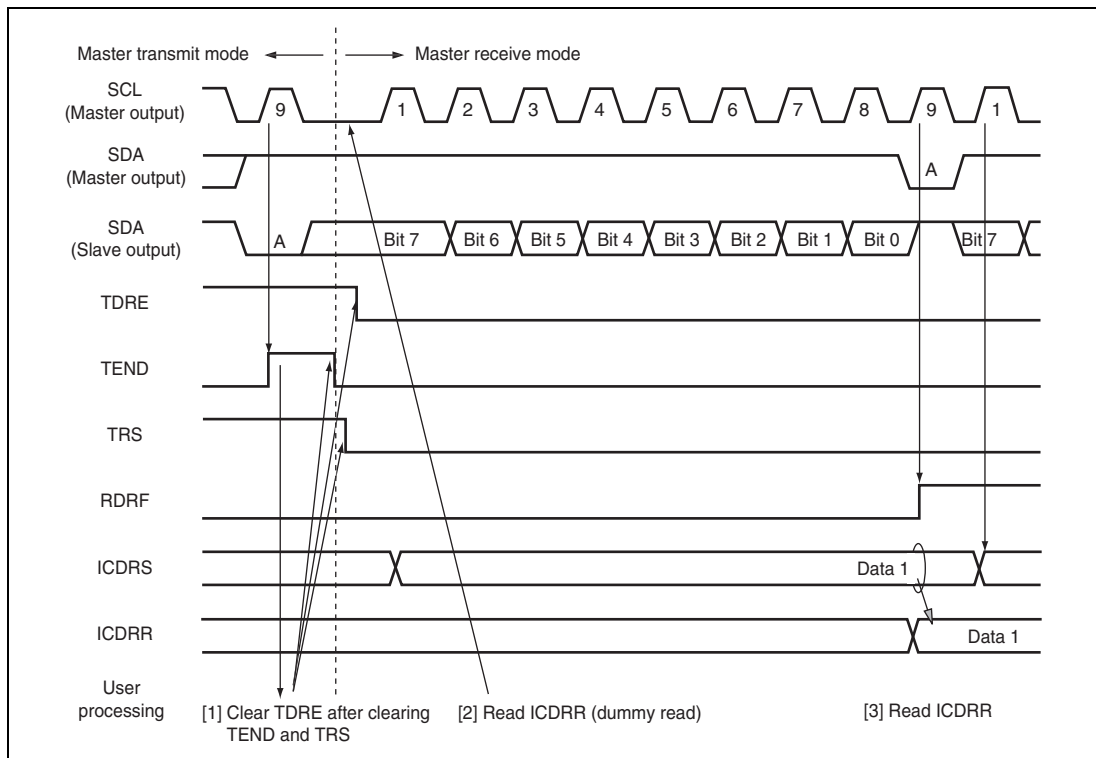 Master transmit mode Master receive mode
SCL
(Master output)
9 1 2 3 4 5 6 7 8 9 1
SDA
(Master output)
A
SDA
(Slave output)
A Bit 7 Bit 6 Bit 5 Bit 4 Bit 3 Bit 2 Bit 1 Bit 0 Bit 7
TDRE
TEND
TRS
RDRF
ICDRS
Data 1
ICDRR
Data 1
User
processing
[1] Clear TDRE after clearing
TEND and TRS
[2] Read ICDRR (dummy read)
[3] Read ICDRR